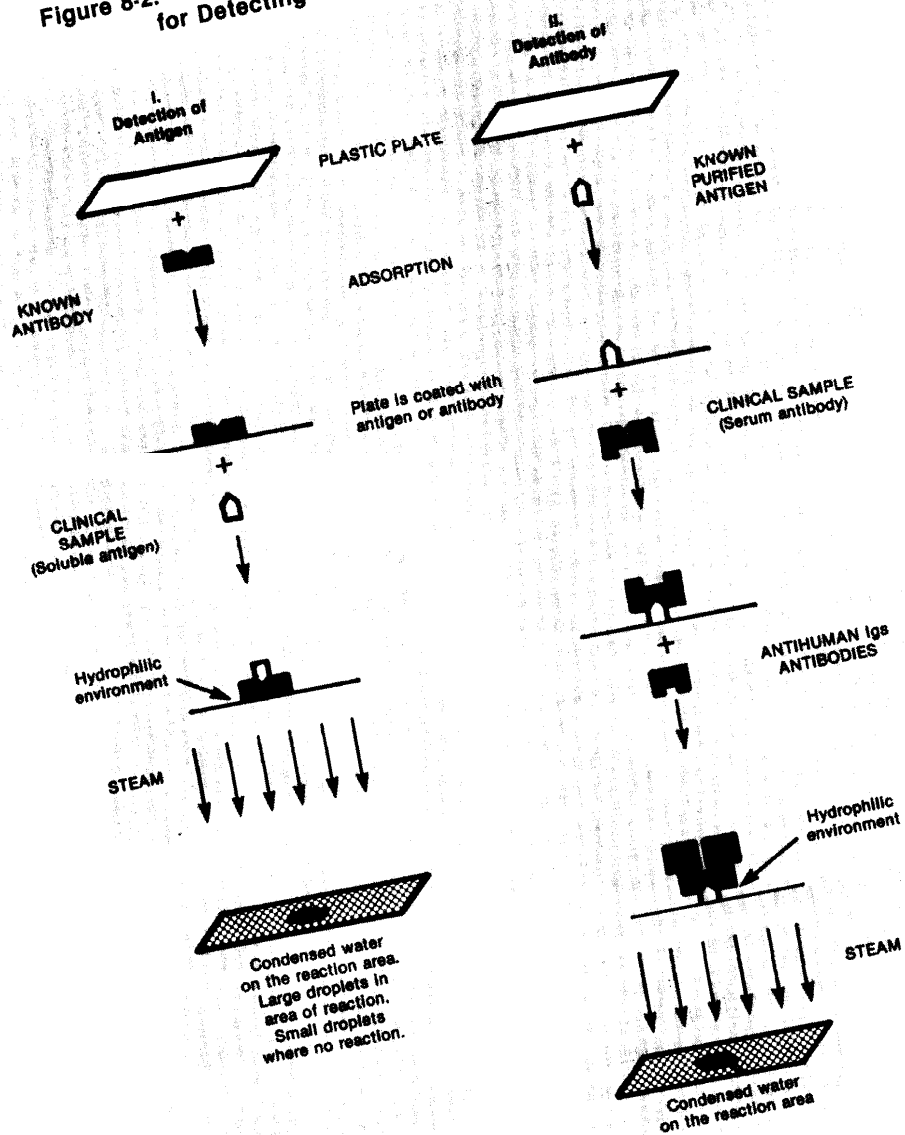 Figure 8-2.
for Detecting
I.
Detection of
Antigen
PLASTIC PLATE
+
KNOWN
ANTIBODY
ADSORPTION
Plate is coated with
antigen or antibody
+
CLINICAL
SAMPLE
(Soluble antigen)
Hydrophilic
environment
STEAM
Condensed water
on the reaction area.
Large droplets in
area of reaction.
Small droplets
where no reaction.
II.
Detection of
Antibody
+
KNOWN
PURIFIED
ANTIGEN
+
CLINICAL SAMPLE
(Serum antibody)
+
ANTIHUMAN Igs
ANTIBODIES
Hydrophilic
environment
STEAM
Condensed water
on the reaction area